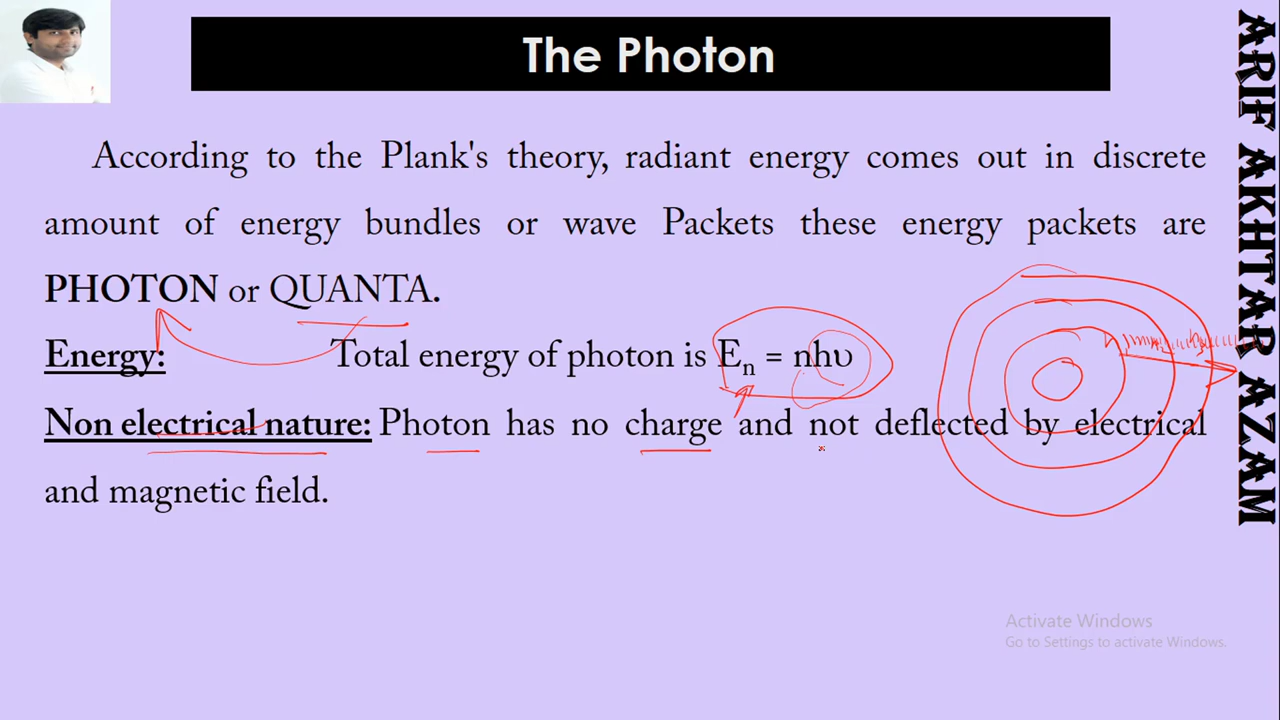 The Photon
According to the Plank's theory, radiant energy comes out in discrete
amount of energy bundles or wave Packets these energy packets are
PHOTON or QUANTA.
Energy: Total energy of photon is Eₙ = nhυ
Non electrical nature: Photon has no charge and not deflected by electrical
and magnetic field.
ARIF AKHTAR AZAM
Activate Windows
Go to Settings to activate Windows.